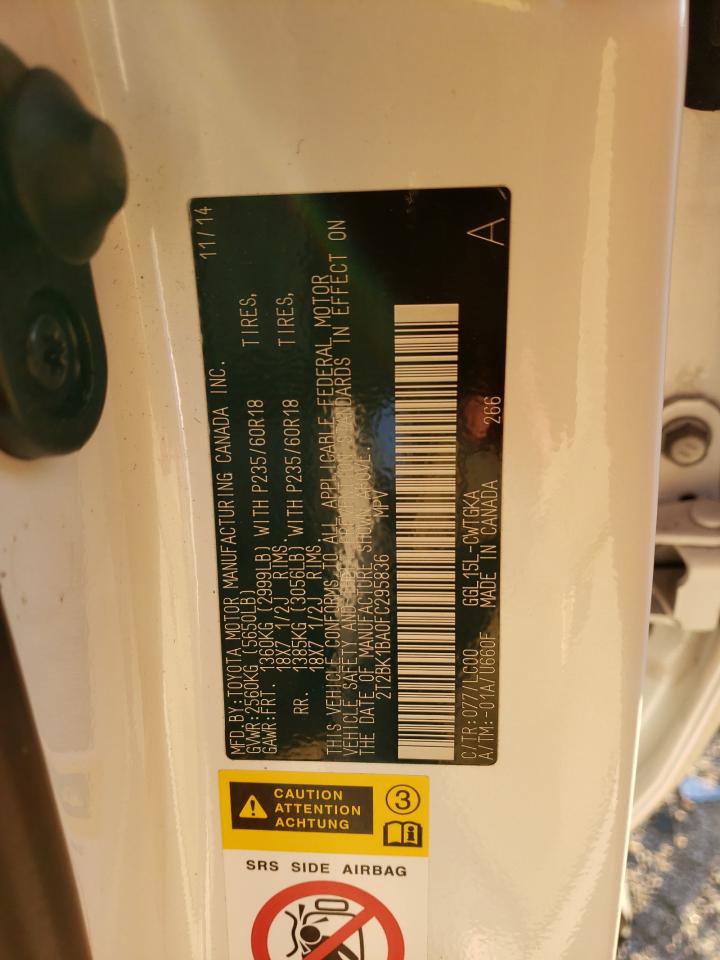 MFD BY:TOYOTA MOTOR MANUFACTURING CANADA INC. 11/14
GVWR:2560KG (5650LB)
GAWR:FRT. 1360KG (2999LB) WITH P235/60R18 TIRES,
18X7 1/2J RIMS
RR. 1385KG (3056LB) WITH P235/60R18 TIRES,
18X7 1/2J RIMS
THIS VEHICLE CONFORMS TO ALL APPLICABLE FEDERAL MOTOR
VEHICLE SAFETY AND THEFT PREVENTION STANDARDS IN EFFECT ON
THE DATE OF MANUFACTURE SHOWN ABOVE.
2T2BK1BA0FC295836 MPV
C/TR:077/LC00 GGL15L-CWTGKA A
A/TM:-01A/U660F MADE IN CANADA 266
CAUTION
ATTENTION
ACHTUNG
3
i
SRS SIDE AIRBAG